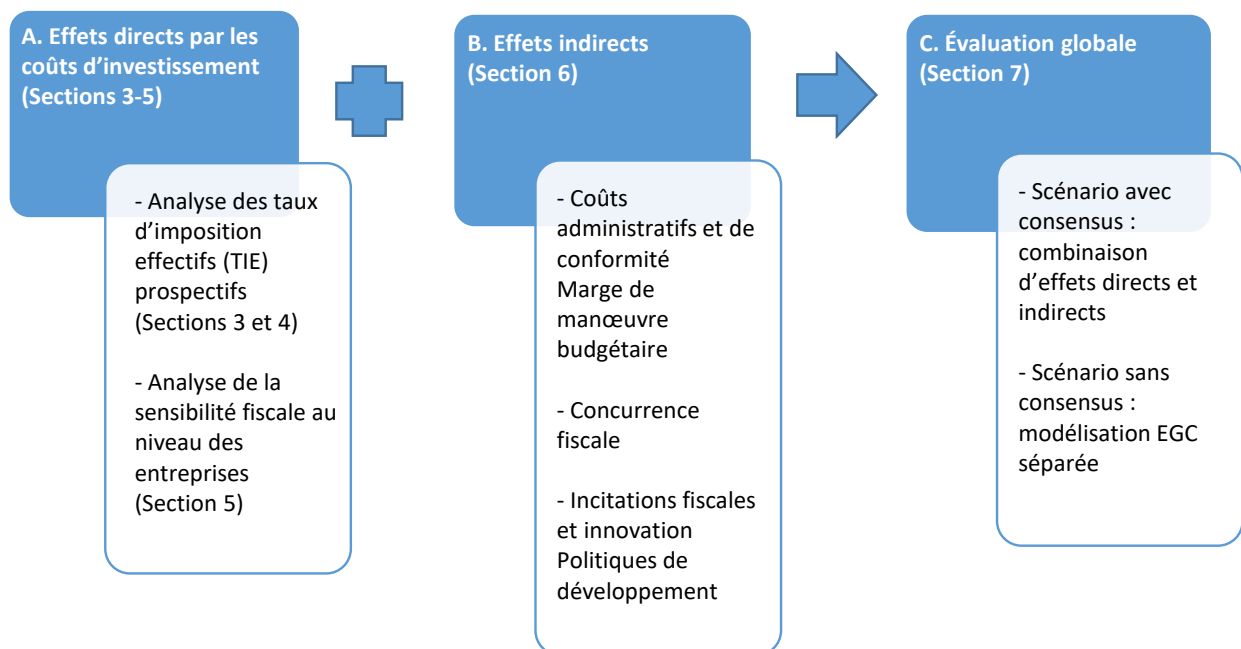 A. Effets directs par les
coûts d’investissement
(Sections 3-5)
- Analyse des taux
d’imposition
effectifs (TIE)
prospectifs
(Sections 3 et 4)
- Analyse de la
sensibilité fiscale au
niveau des
entreprises
(Section 5)
B. Effets indirects
(Section 6)
- Coûts
administratifs et de
conformité
Marge de
manœuvre
budgétaire
- Concurrence
fiscale
- Incitations fiscales
et innovation
Politiques de
développement
C. Évaluation globale
(Section 7)
- Scénario avec
consensus :
combinaison
d’effets directs et
indirects
- Scénario sans
consensus :
modélisation EGC
séparée